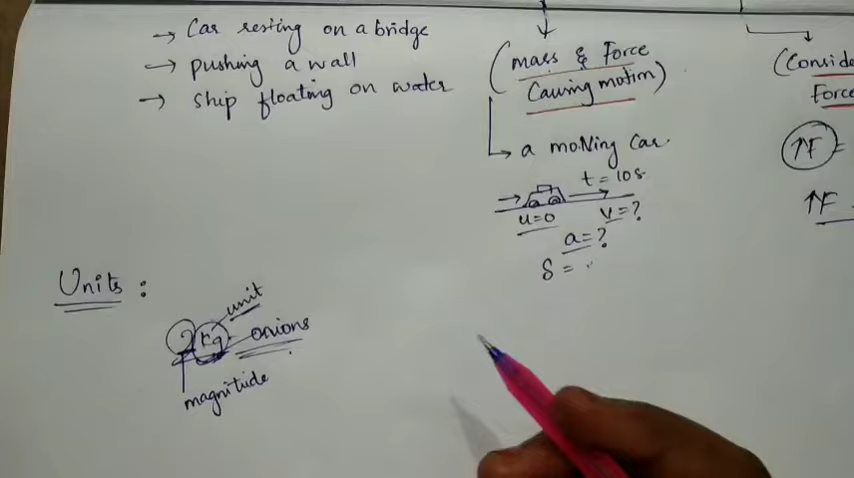 → Car resting on a bridge
→ pushing a wall
→ ship floating on water
(mass & Force
Causing motion)
→ a moving car.
t = 10s
u=0 v=?
a=?
S =
(Conside
Force
↑F =
↑F
Units :
unit
2 kg onions
magnitude